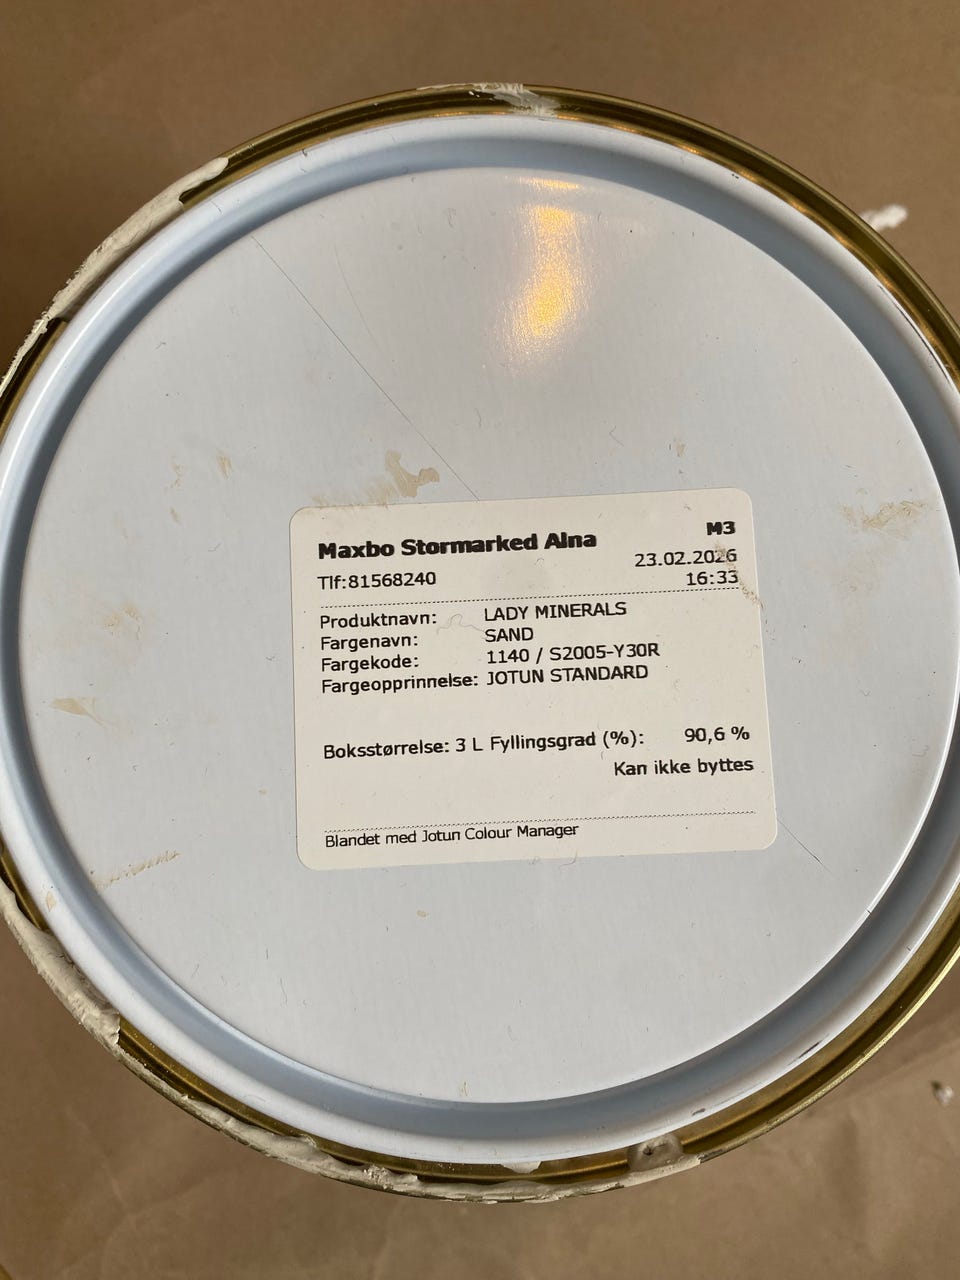 Maxbo Stormarked Alna M3
23.02.2026
Tlf:81568240 16:33
Produktnavn: LADY MINERALS
Fargenavn: SAND
Fargekode: 1140 / S2005-Y30R
Fargeopprinnelse: JOTUN STANDARD
Boksstørrelse: 3 L Fyllingsgrad (%): 90,6 %
Kan ikke byttes
Blandet med Jotun Colour Manager